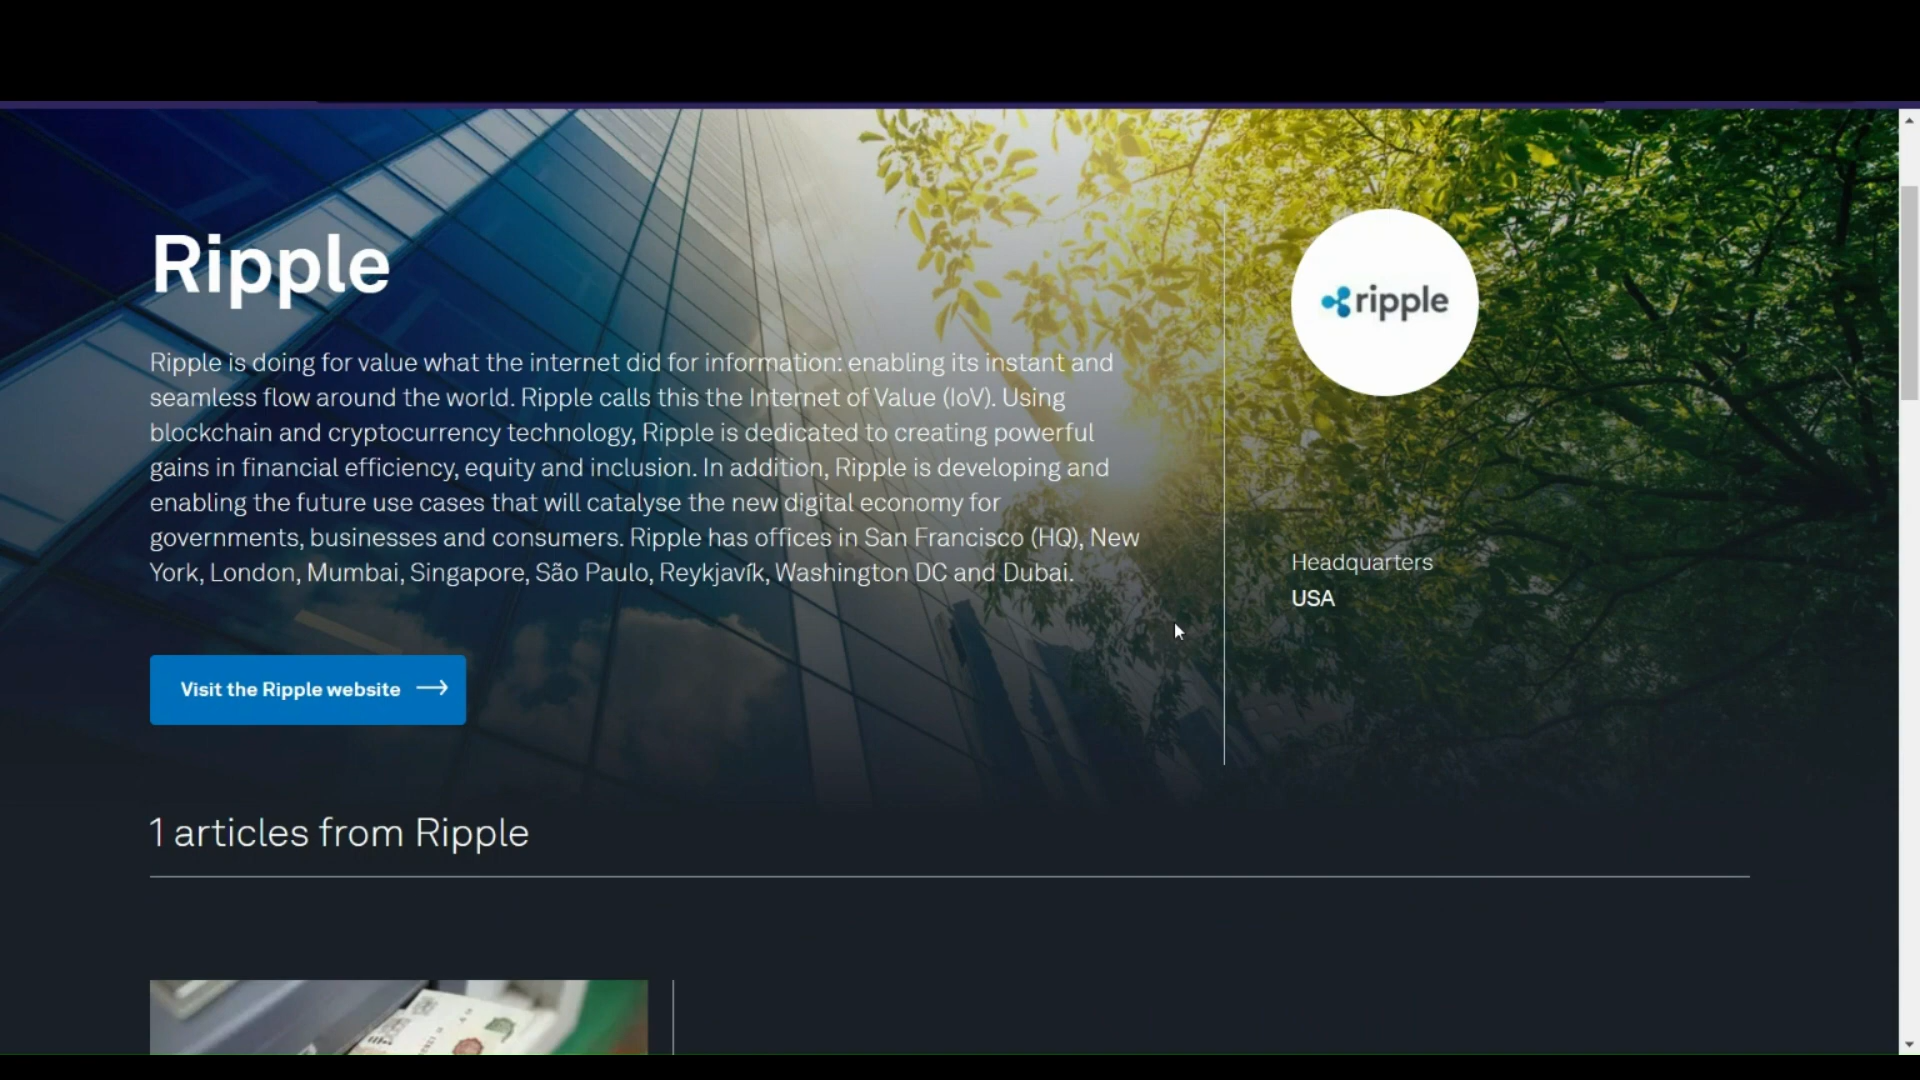 Ripple
Ripple is doing for value what the internet did for information: enabling its instant and
seamless flow around the world. Ripple calls this the Internet of Value (IoV). Using
blockchain and cryptocurrency technology, Ripple is dedicated to creating powerful
gains in financial efficiency, equity and inclusion. In addition, Ripple is developing and
enabling the future use cases that will catalyse the new digital economy for
governments, businesses and consumers. Ripple has offices in San Francisco (HQ), New
York, London, Mumbai, Singapore, São Paulo, Reykjavík, Washington DC and Dubai.
Visit the Ripple website
ripple
Headquarters
USA
1 articles from Ripple